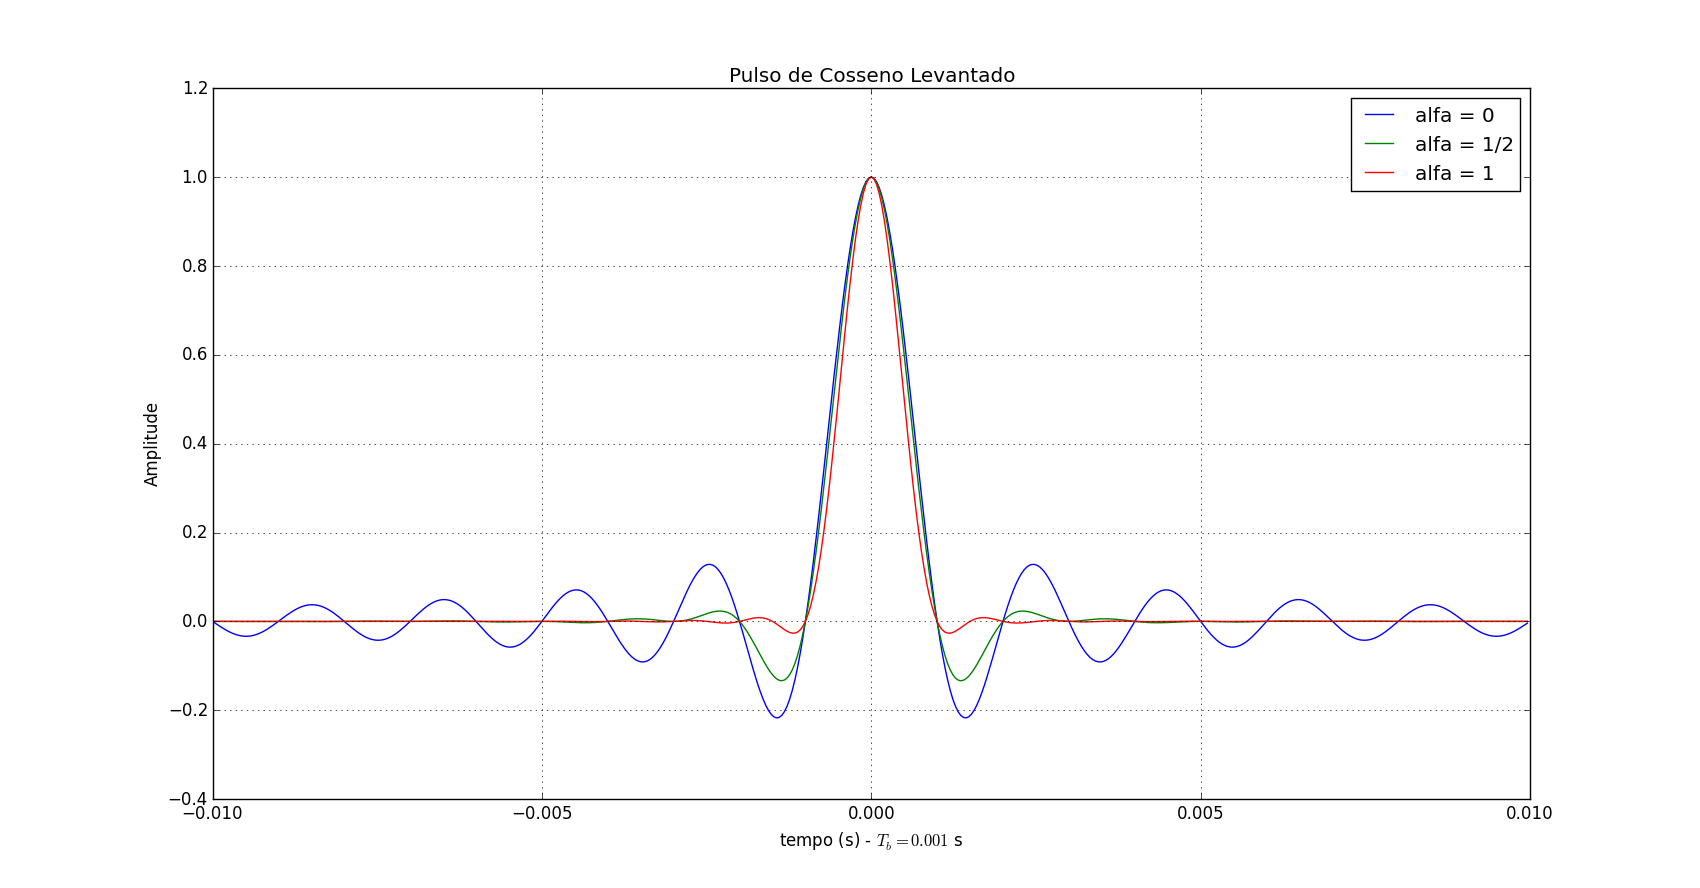 Pulso de Cosseno Levantado
1.2
1.0
0.8
0.6
0.4
0.2
0.0
−0.2
−0.4
Amplitude
alfa = 0
alfa = 1/2
alfa = 1
−0.010
−0.005
0.000
0.005
0.010
tempo (s) - T_b = 0.001 s